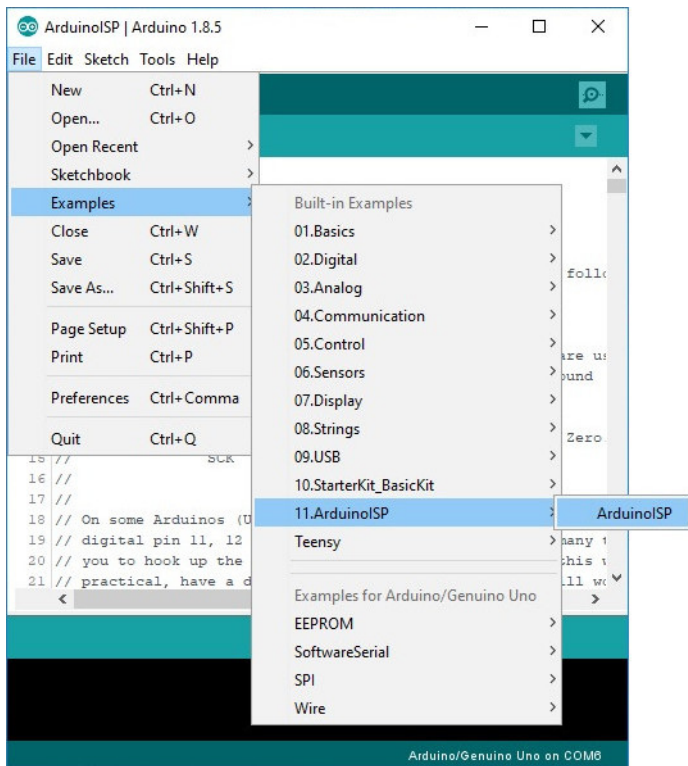 ArduinoISP | Arduino 1.8.5
File Edit Sketch Tools Help
New Ctrl+N
Open... Ctrl+O
Open Recent
Sketchbook
Examples
Close Ctrl+W
Save Ctrl+S
Save As... Ctrl+Shift+S
Page Setup Ctrl+Shift+P
Print Ctrl+P
Preferences Ctrl+Comma
Quit Ctrl+Q
Built-in Examples
01.Basics
02.Digital
03.Analog
04.Communication
05.Control
06.Sensors
07.Display
08.Strings
09.USB
10.StarterKit_BasicKit
11.ArduinoISP
Teensy
Examples for Arduino/Genuino Uno
EEPROM
SoftwareSerial
SPI
Wire
ArduinoISP
Zero
15 // SCK
16 //
17 //
18 // On some Arduinos (U
19 // digital pin 11, 12 many t
20 // you to hook up the this
21 // practical, have a d
Arduino/Genuino Uno on COM6